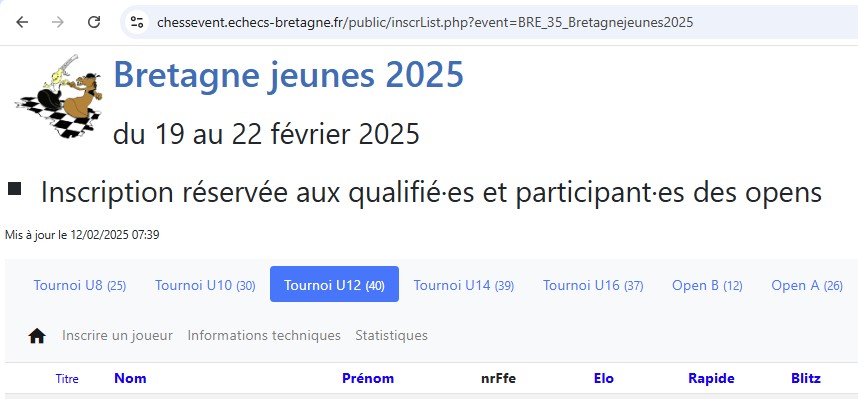 chessevent.echecs-bretagne.fr/public/inscrList.php?event=BRE_35_Bretagnejeunes2025
Bretagne jeunes 2025
du 19 au 22 février 2025
Inscription réservée aux qualifié·es et participant·es des opens
Mis à jour le 12/02/2025 07:39
Tournoi U8 (25) Tournoi U10 (30) Tournoi U12 (40) Tournoi U14 (39) Tournoi U16 (37) Open B (12) Open A (26)
Inscrire un joueur Informations techniques Statistiques
Titre Nom Prénom nrFfe Elo Rapide Blitz